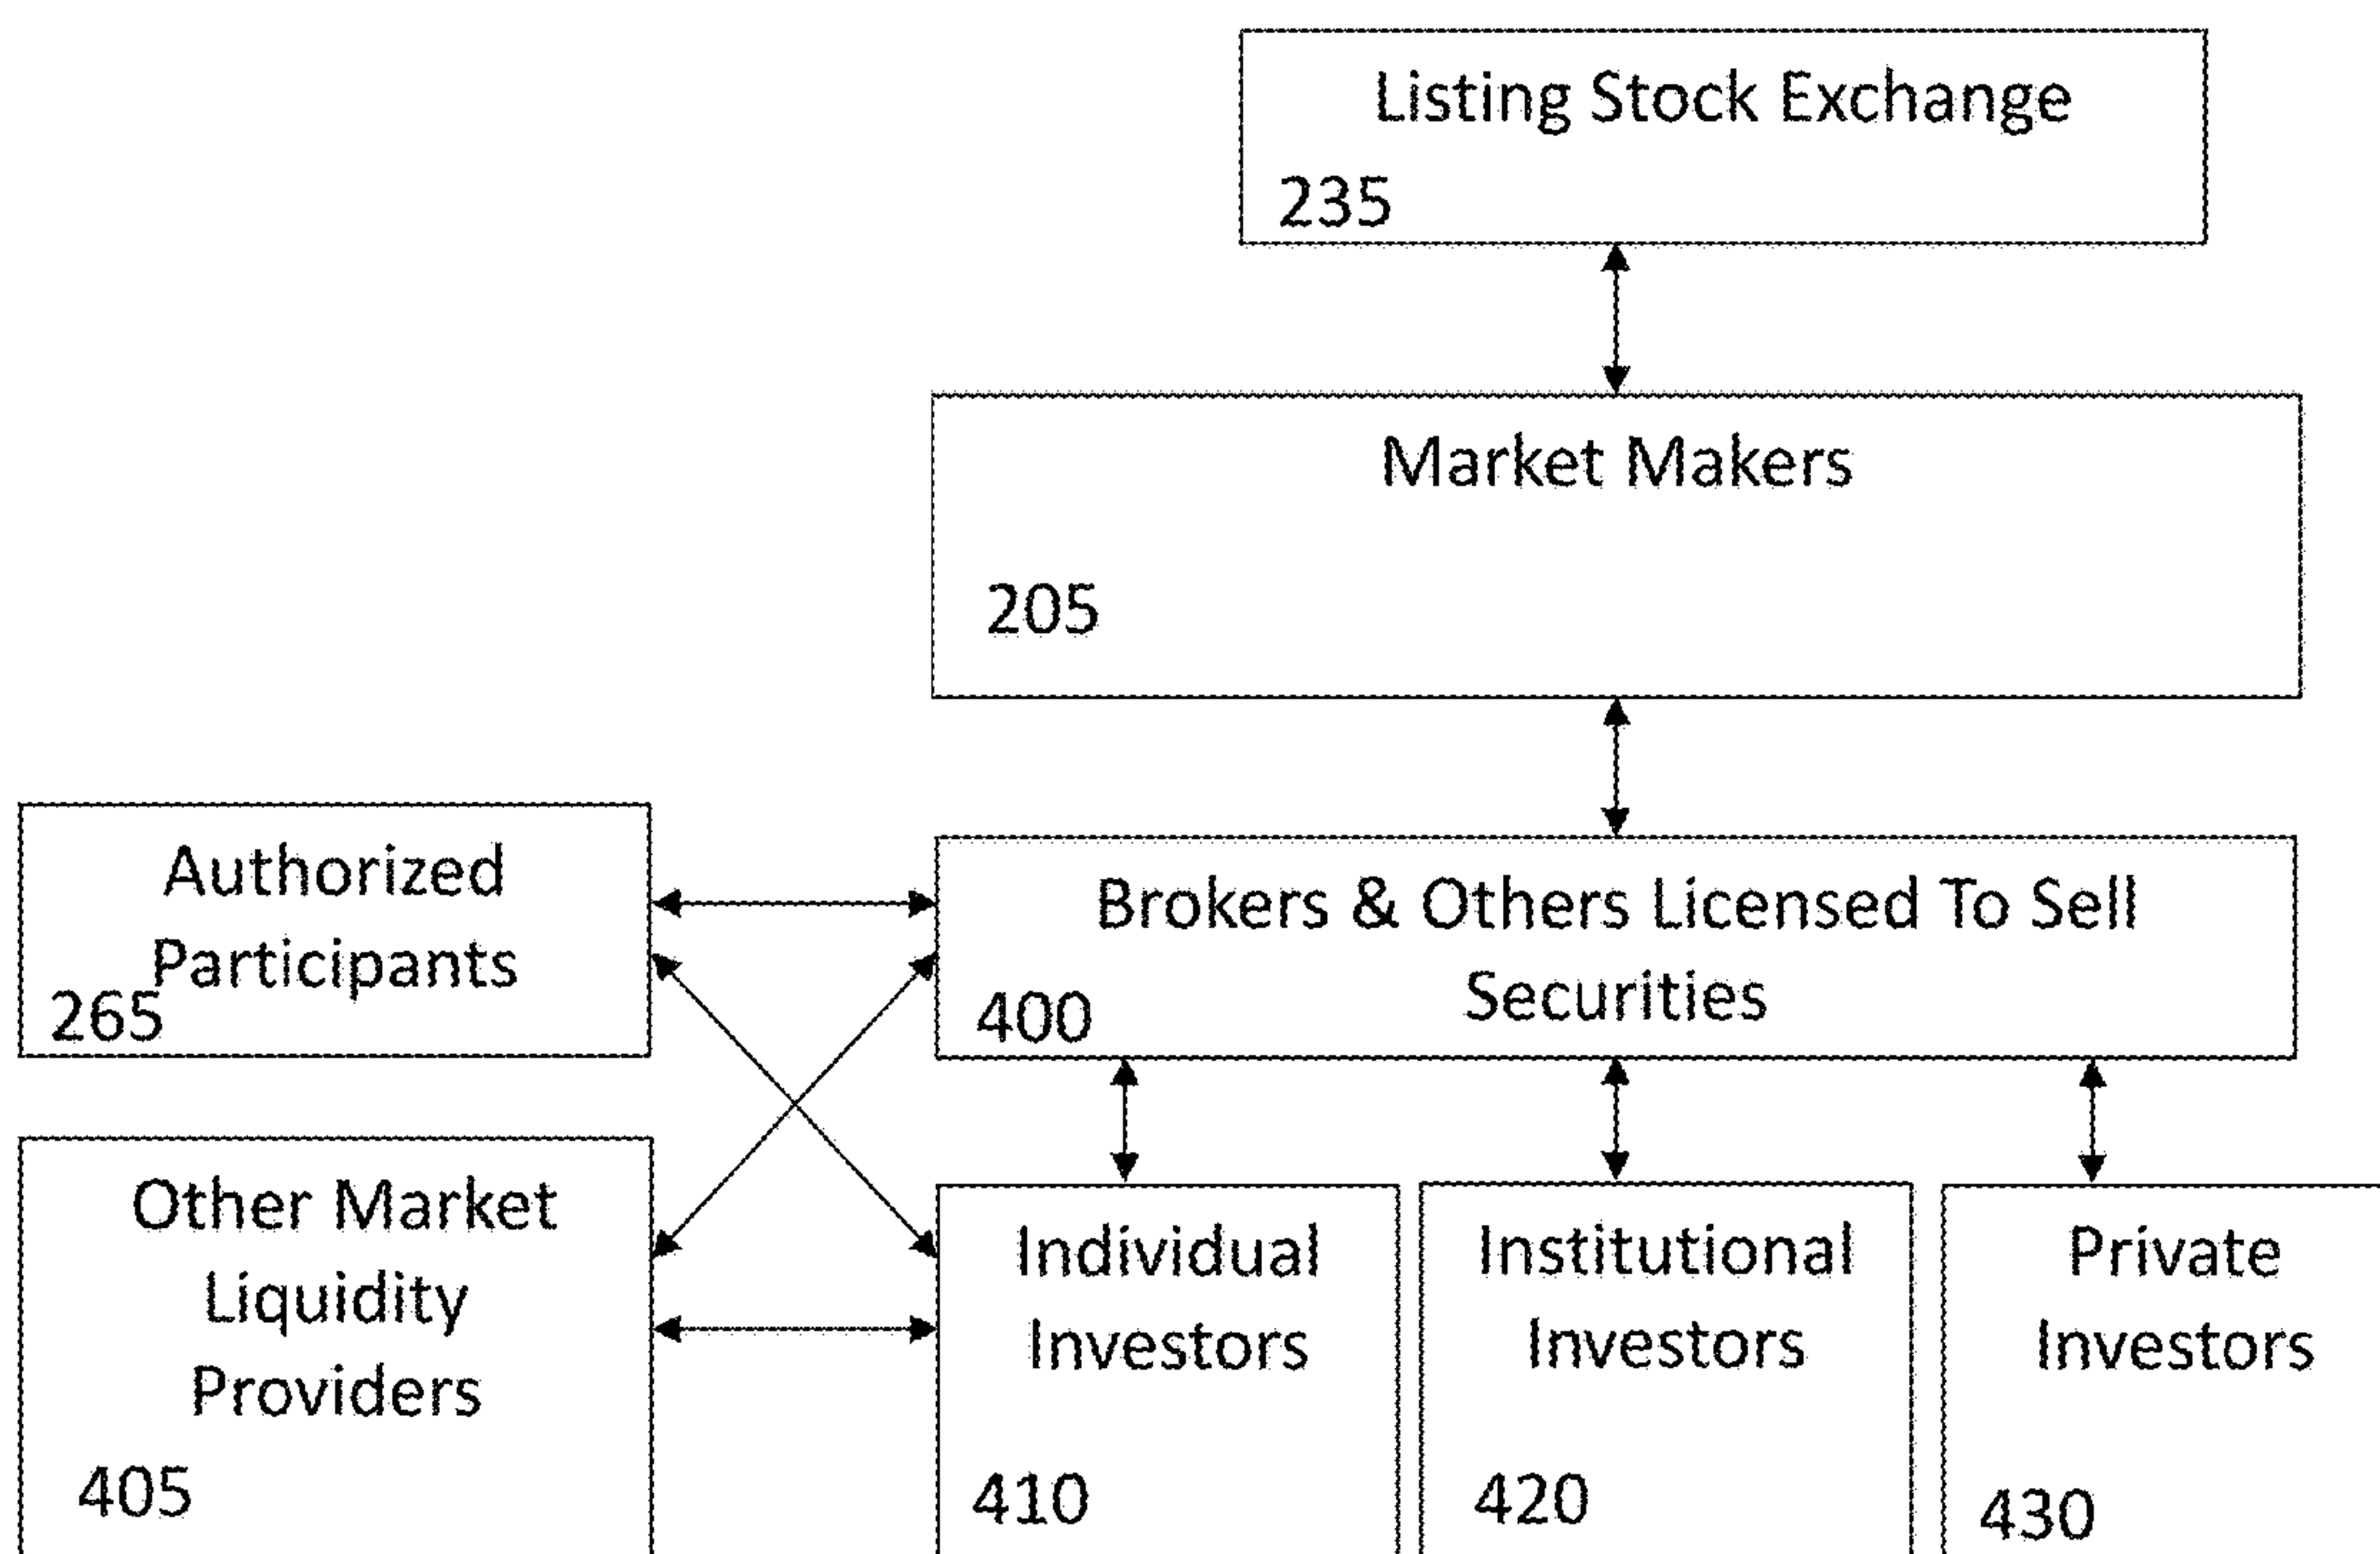 Listing Stock Exchange
235
Market Makers
205
Authorized
Participants
265
Brokers & Others Licensed To Sell
Securities
400
Other Market
Liquidity
Providers
405
Individual
Investors
410
Institutional
Investors
420
Private
Investors
430